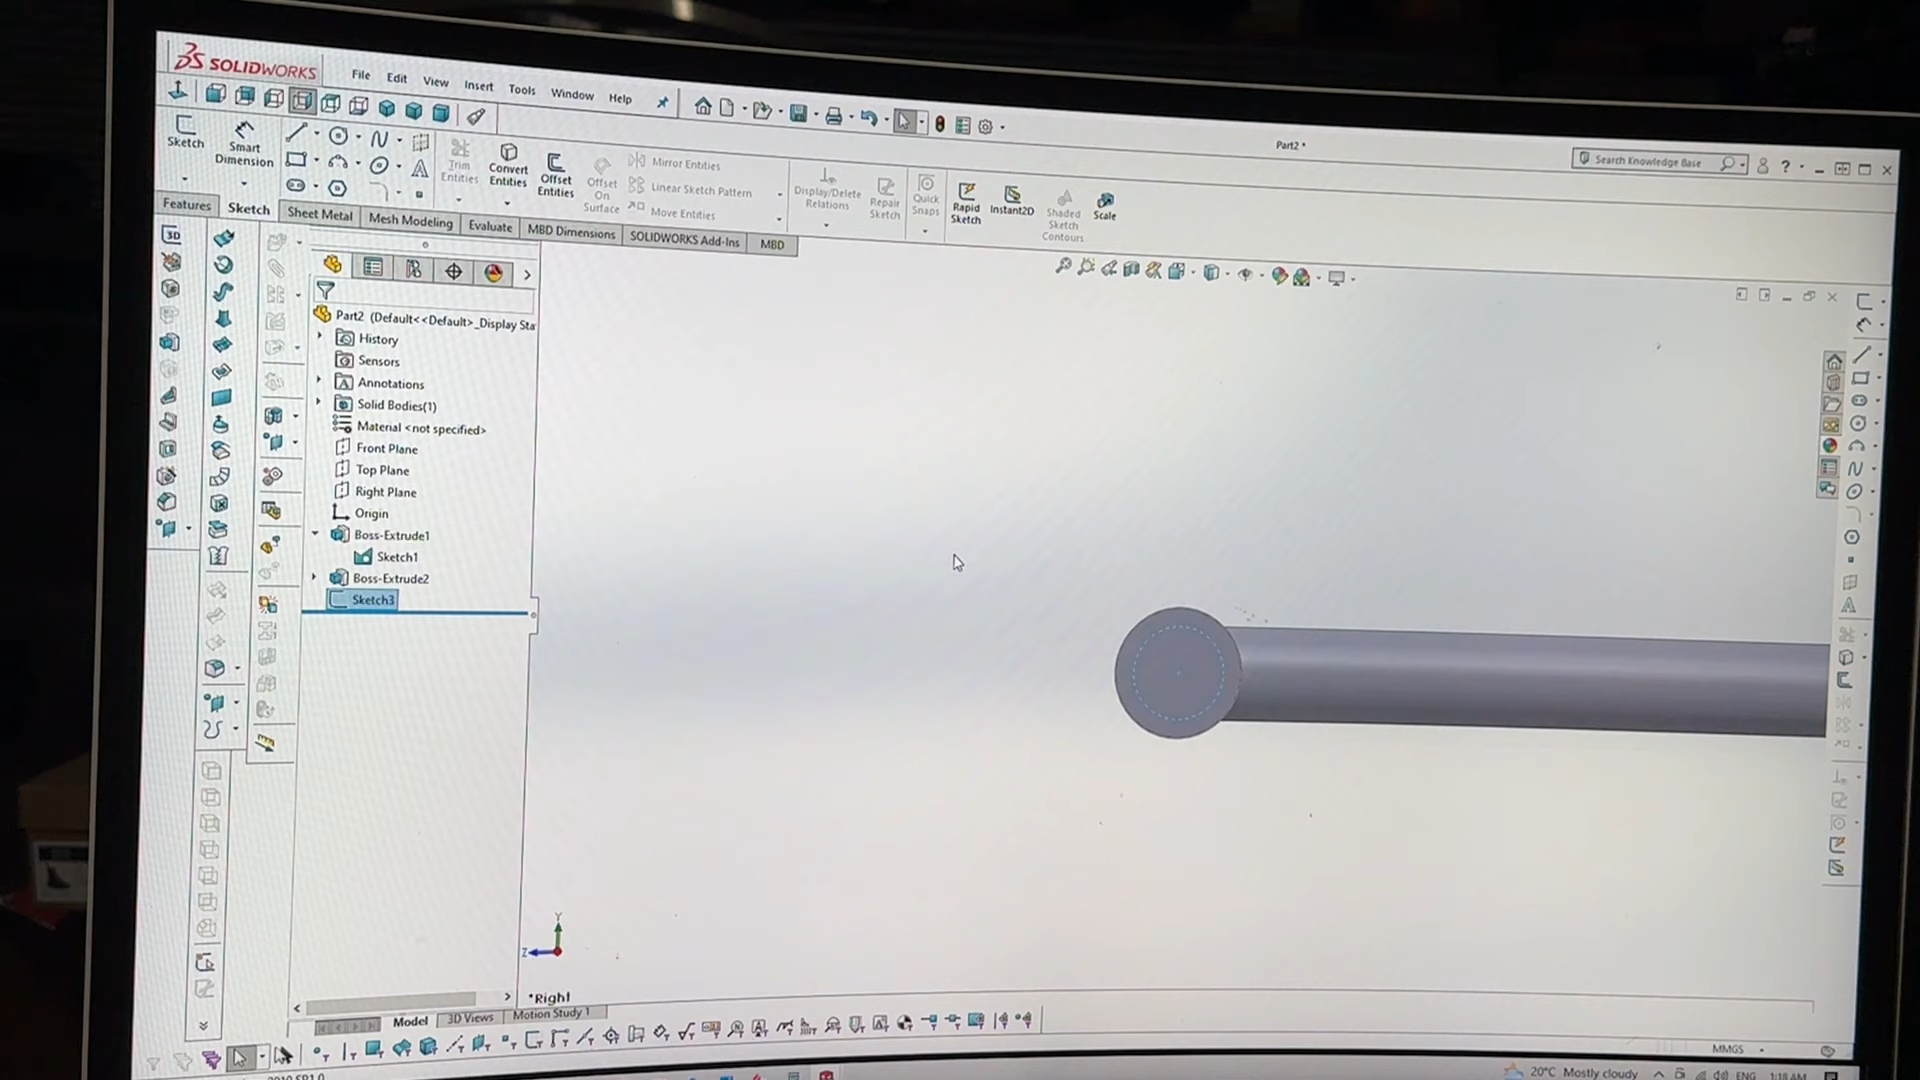 SOLIDWORKS
File Edit View Insert Tools Window Help
Part2 *
Search Knowledge Base
Sketch
Smart Dimension
Trim Entities
Convert Entities
Offset Entities
Offset On Surface
Mirror Entities
Linear Sketch Pattern
Move Entities
Display/Delete Relations
Repair Sketch
Quick Snaps
Rapid Sketch
Instant2D
Shaded Sketch Contours
Scale
Features Sketch Sheet Metal Mesh Modeling Evaluate MBD Dimensions SOLIDWORKS Add-Ins MBD
3D
Part2 (Default<<Default>_Display Sta
History
Sensors
Annotations
Solid Bodies(1)
Material <not specified>
Front Plane
Top Plane
Right Plane
Origin
Boss-Extrude1
Sketch1
Boss-Extrude2
Sketch3
Y
Z
*Right
Model 3D Views Motion Study 1
MMGS
20°C Mostly cloudy
ENG
1:18 AM